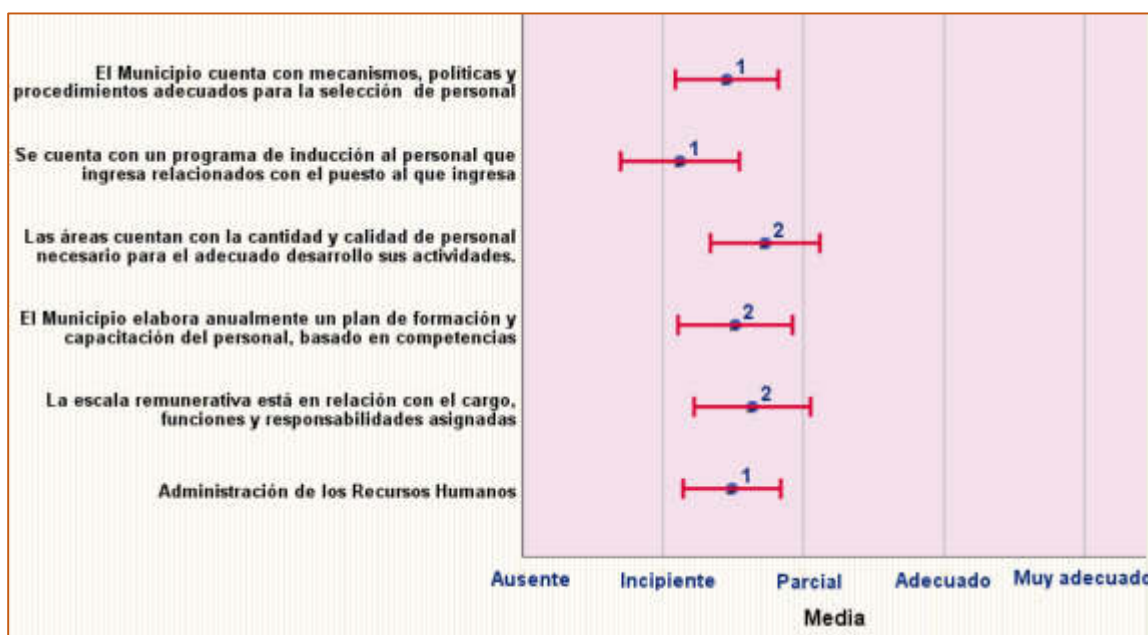 El Municipio cuenta con mecanismos, políticas y
procedimientos adecuados para la selección de personal
1
Se cuenta con un programa de inducción al personal que
ingresa relacionados con el puesto al que ingresa
1
Las áreas cuentan con la cantidad y calidad de personal
necesario para el adecuado desarrollo sus actividades.
2
El Municipio elabora anualmente un plan de formación y
capacitación del personal, basado en competencias
2
La escala remunerativa está en relación con el cargo,
funciones y responsabilidades asignadas
2
Administración de los Recursos Humanos
1
Ausente Incipiente Parcial Adecuado Muy adecuado
Media